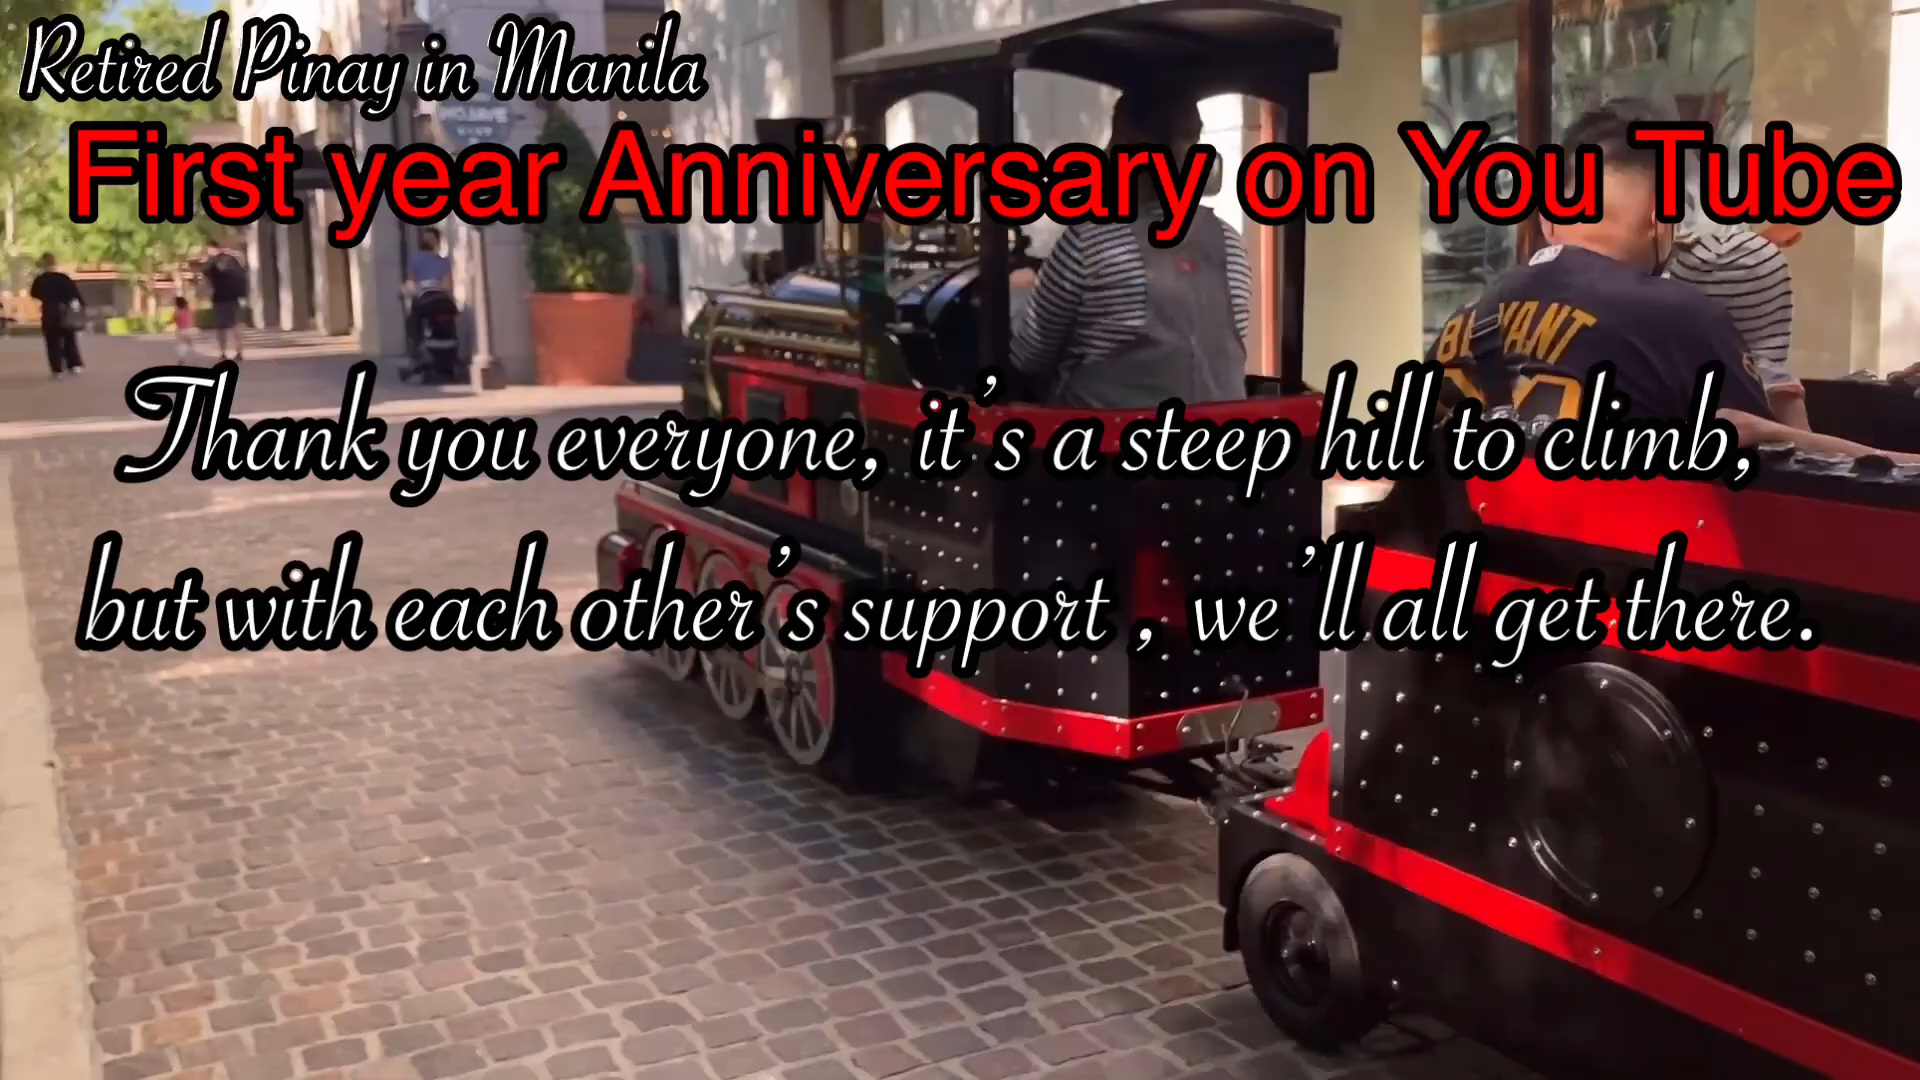 Retired Pinay in Manila
First year Anniversary on You Tube
BRYANT
Thank you everyone, it's a steep hill to climb,
but with each other's support , we'll all get there.